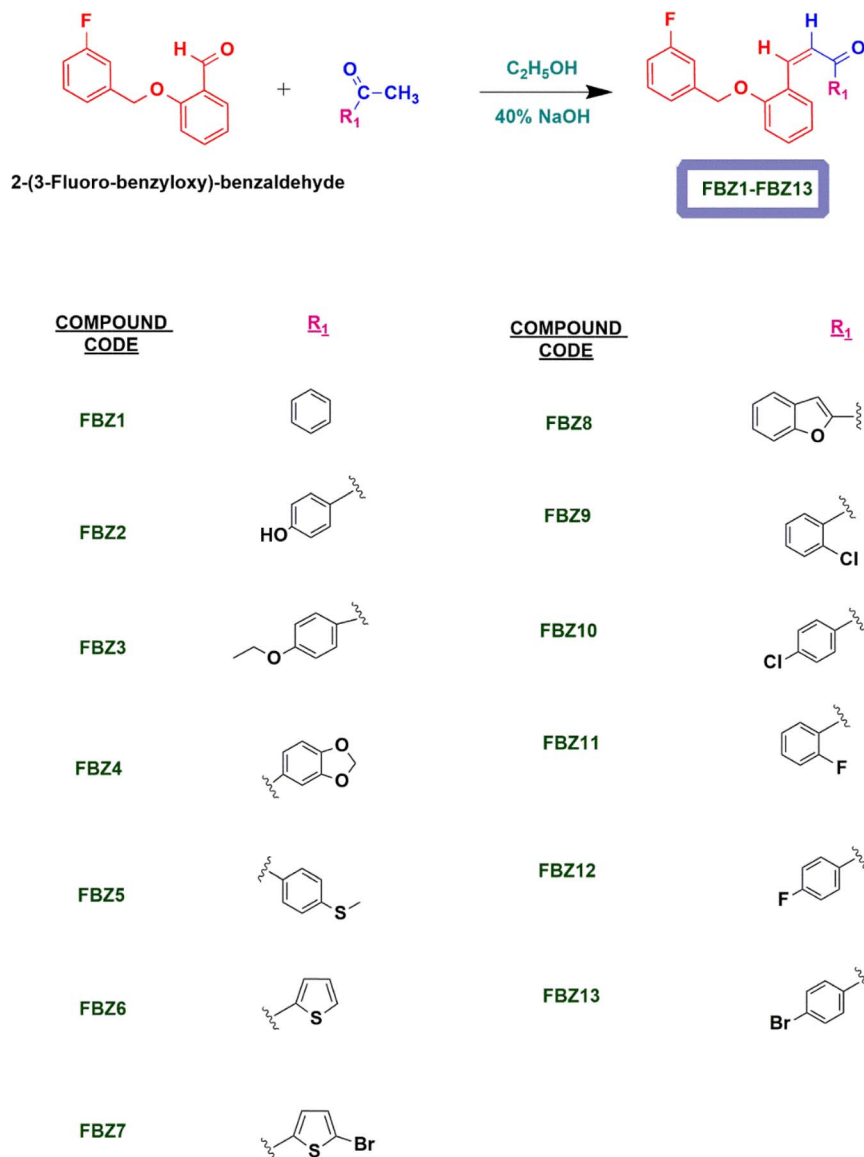 F
H
O
O
+
O
C
CH₃
R₁
C₂H₅OH
40% NaOH
F
H
H
O
O
R₁
2-(3-Fluoro-benzyloxy)-benzaldehyde
FBZ1-FBZ13
COMPOUND
CODE
R₁
FBZ1
FBZ2
HO
FBZ3
O
FBZ4
O
O
FBZ5
S
FBZ6
S
FBZ7
S
Br
COMPOUND
CODE
R₁
FBZ8
O
FBZ9
Cl
FBZ10
Cl
FBZ11
F
FBZ12
F
FBZ13
Br